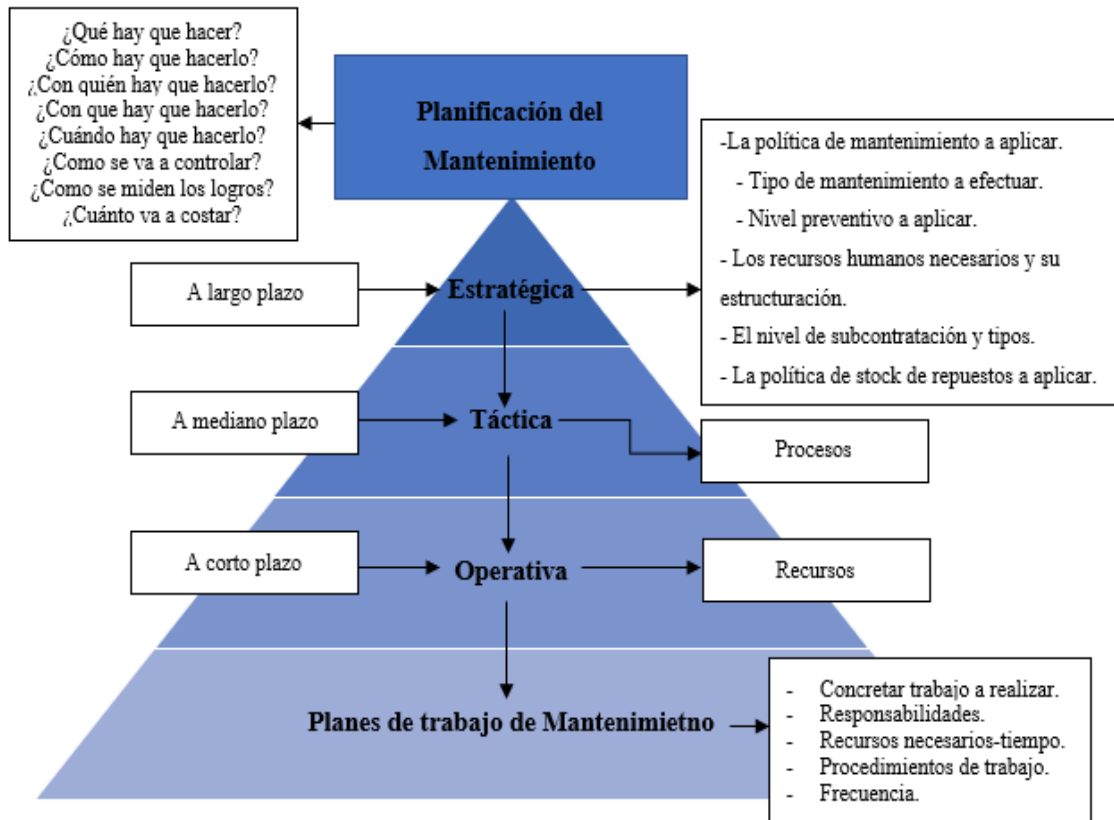 ¿Qué hay que hacer?
¿Cómo hay que hacerlo?
¿Con quién hay que hacerlo?
¿Con que hay que hacerlo?
¿Cuándo hay que hacerlo?
¿Como se va a controlar?
¿Como se miden los logros?
¿Cuánto va a costar?
Planificación del
Mantenimiento
-La política de mantenimiento a aplicar.
- Tipo de mantenimiento a efectuar.
- Nivel preventivo a aplicar.
- Los recursos humanos necesarios y su
estructuración.
- El nivel de subcontratación y tipos.
- La política de stock de repuestos a aplicar.
A largo plazo
Estratégica
A mediano plazo
Táctica
Procesos
A corto plazo
Operativa
Recursos
Planes de trabajo de Mantenimietno
- Concretar trabajo a realizar.
- Responsabilidades.
- Recursos necesarios-tiempo.
- Procedimientos de trabajo.
- Frecuencia.